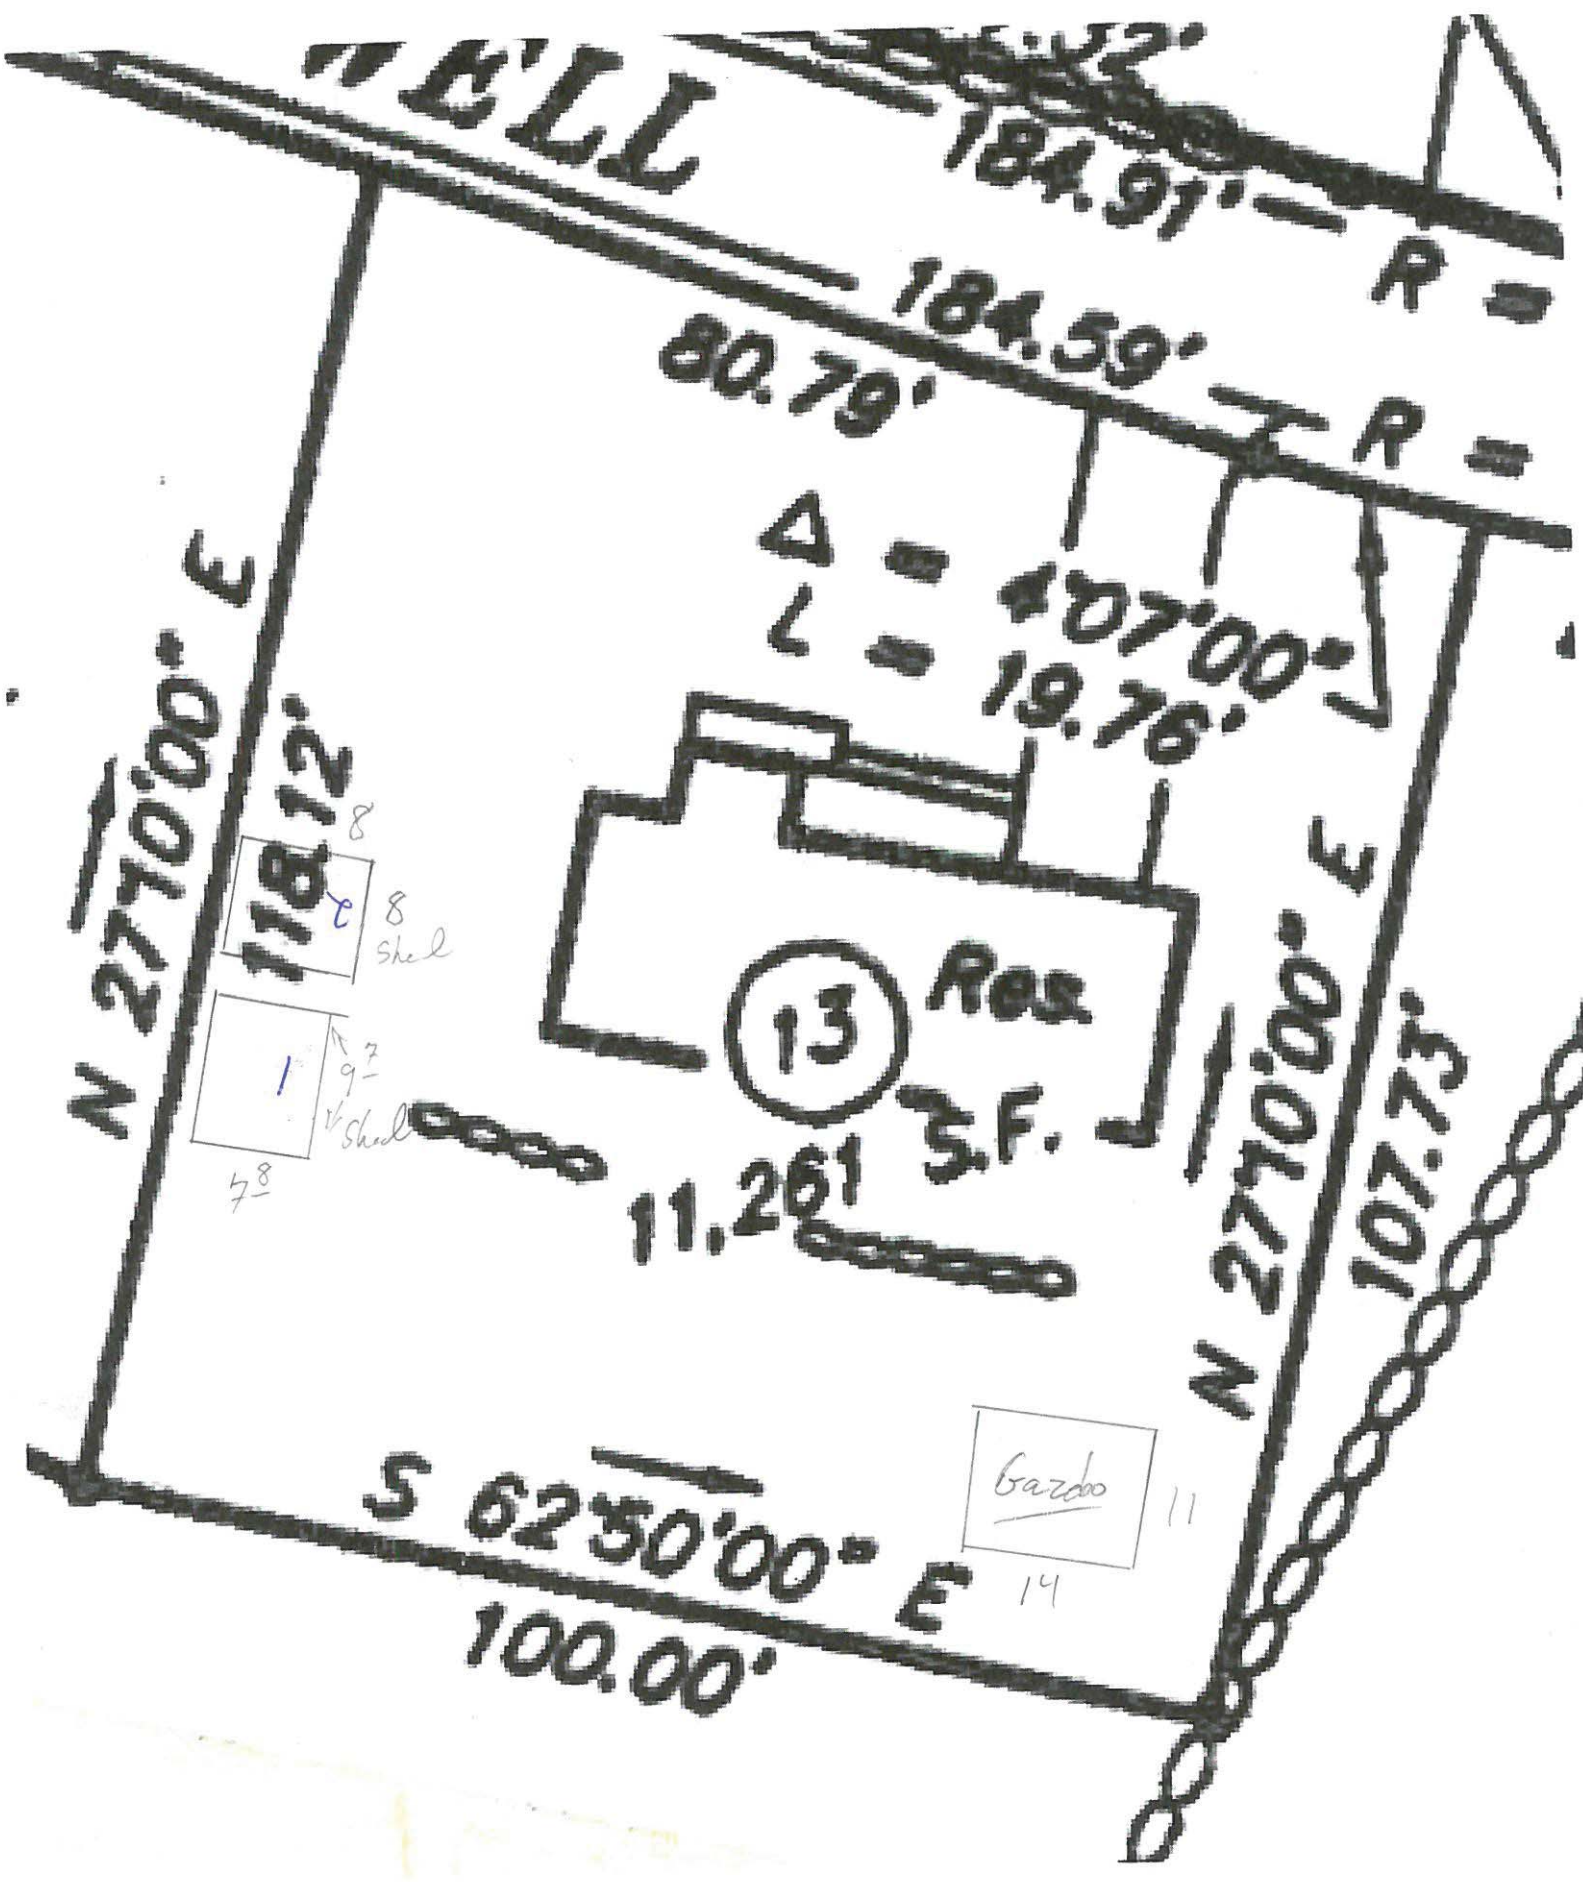 ELL
184.91'
R =
184.59'
R =
80.79'
Δ = 4°07'00"
L = 19.76'
N 27°10'00" E
118.12'
8
2
8
Shed
1
9 7
Shed
7 8
13
Res.
S.F.
11,261
N 27°10'00" E
107.73'
Gazebo
11
14
S 62°50'00" E
100.00'